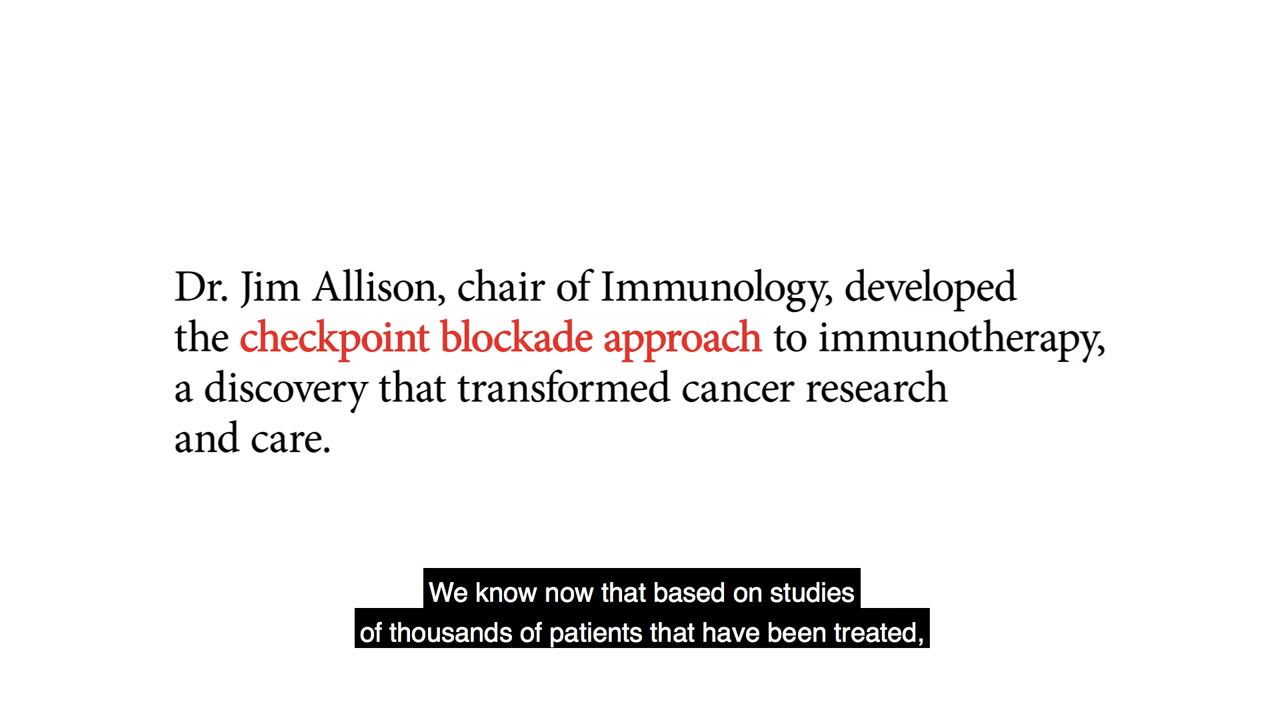 Dr. Jim Allison, chair of Immunology, developed
the checkpoint blockade approach to immunotherapy,
a discovery that transformed cancer research
and care.
We know now that based on studies
of thousands of patients that have been treated,